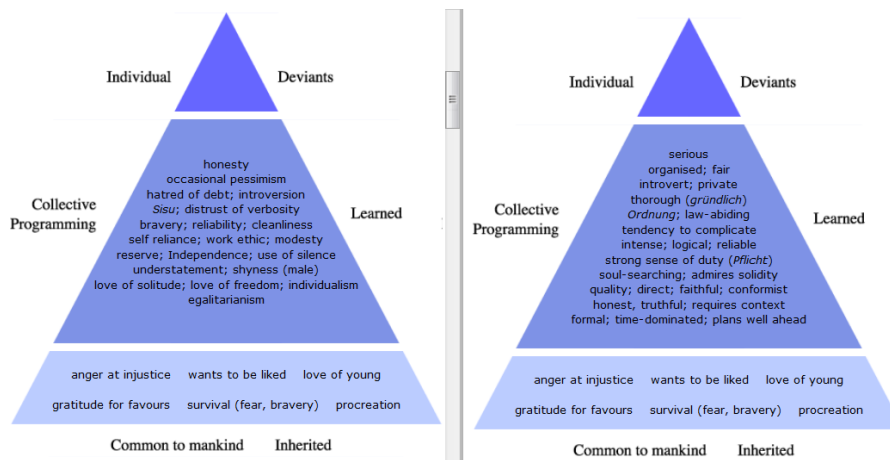 Individual
Deviants
honesty
occasional pessimism
hatred of debt; introversion
Sisu; distrust of verbosity
bravery; reliability; cleanliness
self reliance; work ethic; modesty
reserve; Independence; use of silence
understatement; shyness (male)
love of solitude; love of freedom; individualism
egalitarianism
Collective
Programming
Learned
anger at injustice wants to be liked love of young
gratitude for favours survival (fear, bravery) procreation
Common to mankind Inherited
Individual
Deviants
serious
organised; fair
introvert; private
thorough (gründlich)
Ordnung; law-abiding
tendency to complicate
intense; logical; reliable
strong sense of duty (Pflicht)
soul-searching; admires solidity
quality; direct; faithful; conformist
honest, truthful; requires context
formal; time-dominated; plans well ahead
Collective
Programming
Learned
anger at injustice wants to be liked love of young
gratitude for favours survival (fear, bravery) procreation
Common to mankind Inherited